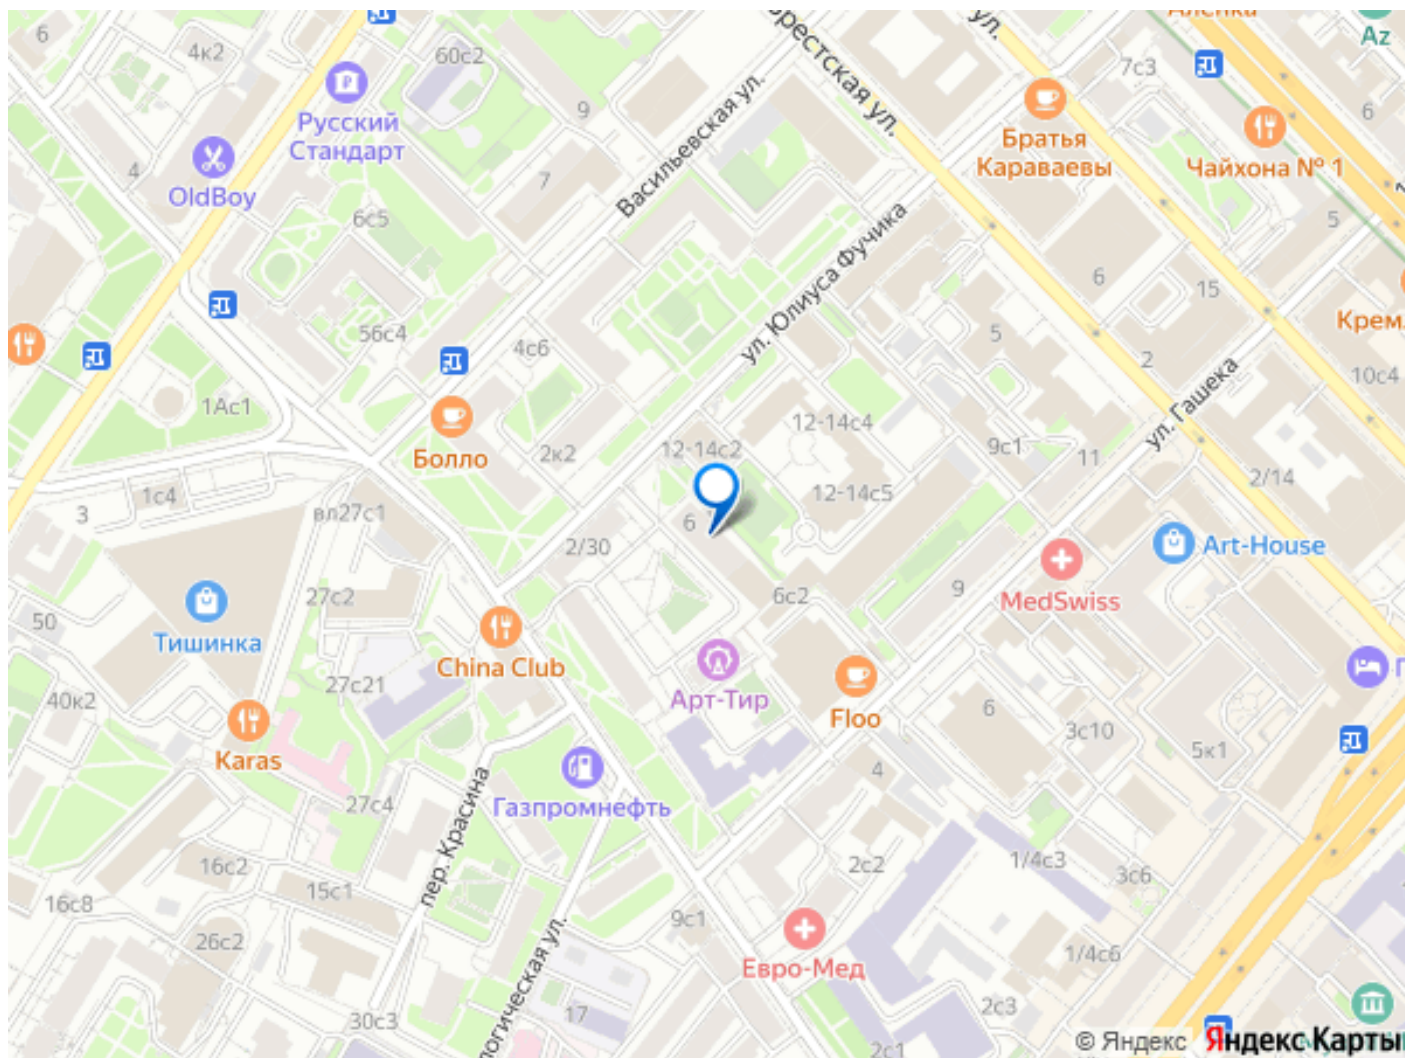 Алёнка
Az
6
4к2
60с2
7с3
ул.
Брестская ул.
Русский
Стандарт
9
Васильевская ул.
Братья
Караваевы
6
Чайхона № 1
4
OldBoy
7
6с5
5
ул. Юлиуса Фучика
6
15
56с4
4с6
5
2
10с4
1Ас1
12-14с4
ул. Гашека
Болло
2к2
12-14с2
9с1
11
2/14
1с4
3
вл27с1
12-14с5
6
2/30
Art-House
27с2
6с2
9
MedSwiss
50
Тишинка
China Club
27с21
40к2
Арт-Тир
Floo
6
3с10
5к1
Karas
4
27с4
Газпромнефть
пер. Красина
16с2
15с1
2с2
1/4с3
3с6
16с8
9с1
26с2
Евро-Мед
1/4с6
30с3
17
2с3
2с1
© Яндекс
Яндекс Карты